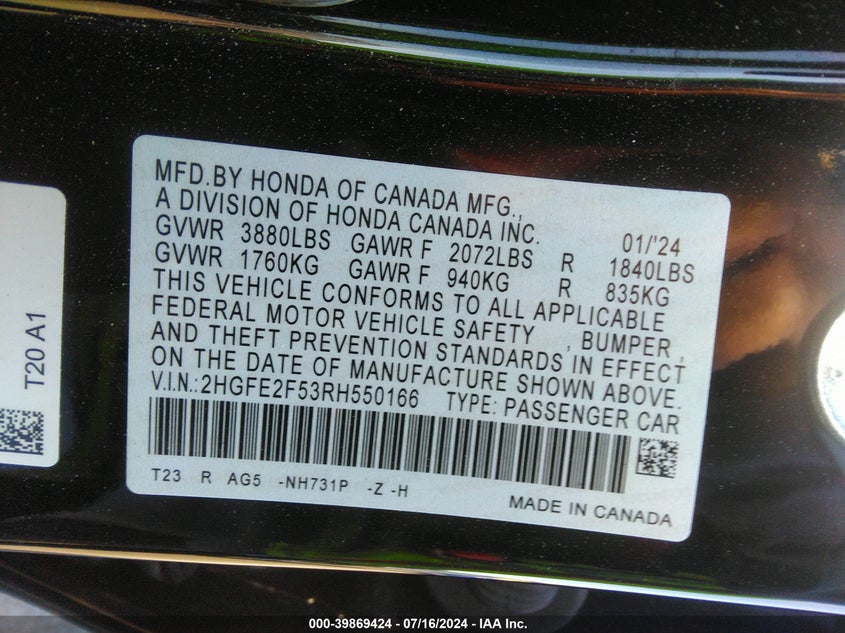 MFD.BY HONDA OF CANADA MFG.,
A DIVISION OF HONDA CANADA INC.
GVWR 3880LBS GAWR F 2072LBS R 1840LBS
01/'24
GVWR 1760KG GAWR F 940KG R 835KG
THIS VEHICLE CONFORMS TO ALL APPLICABLE
FEDERAL MOTOR VEHICLE SAFETY , BUMPER ,
AND THEFT PREVENTION STANDARDS IN EFFECT
ON THE DATE OF MANUFACTURE SHOWN ABOVE.
V.I.N.:2HGFE2F53RH550166 TYPE: PASSENGER CAR
T23 R AG5 -NH731P -Z -H
MADE IN CANADA
T20 A1
000-39869424 - 07/16/2024 - IAA Inc.